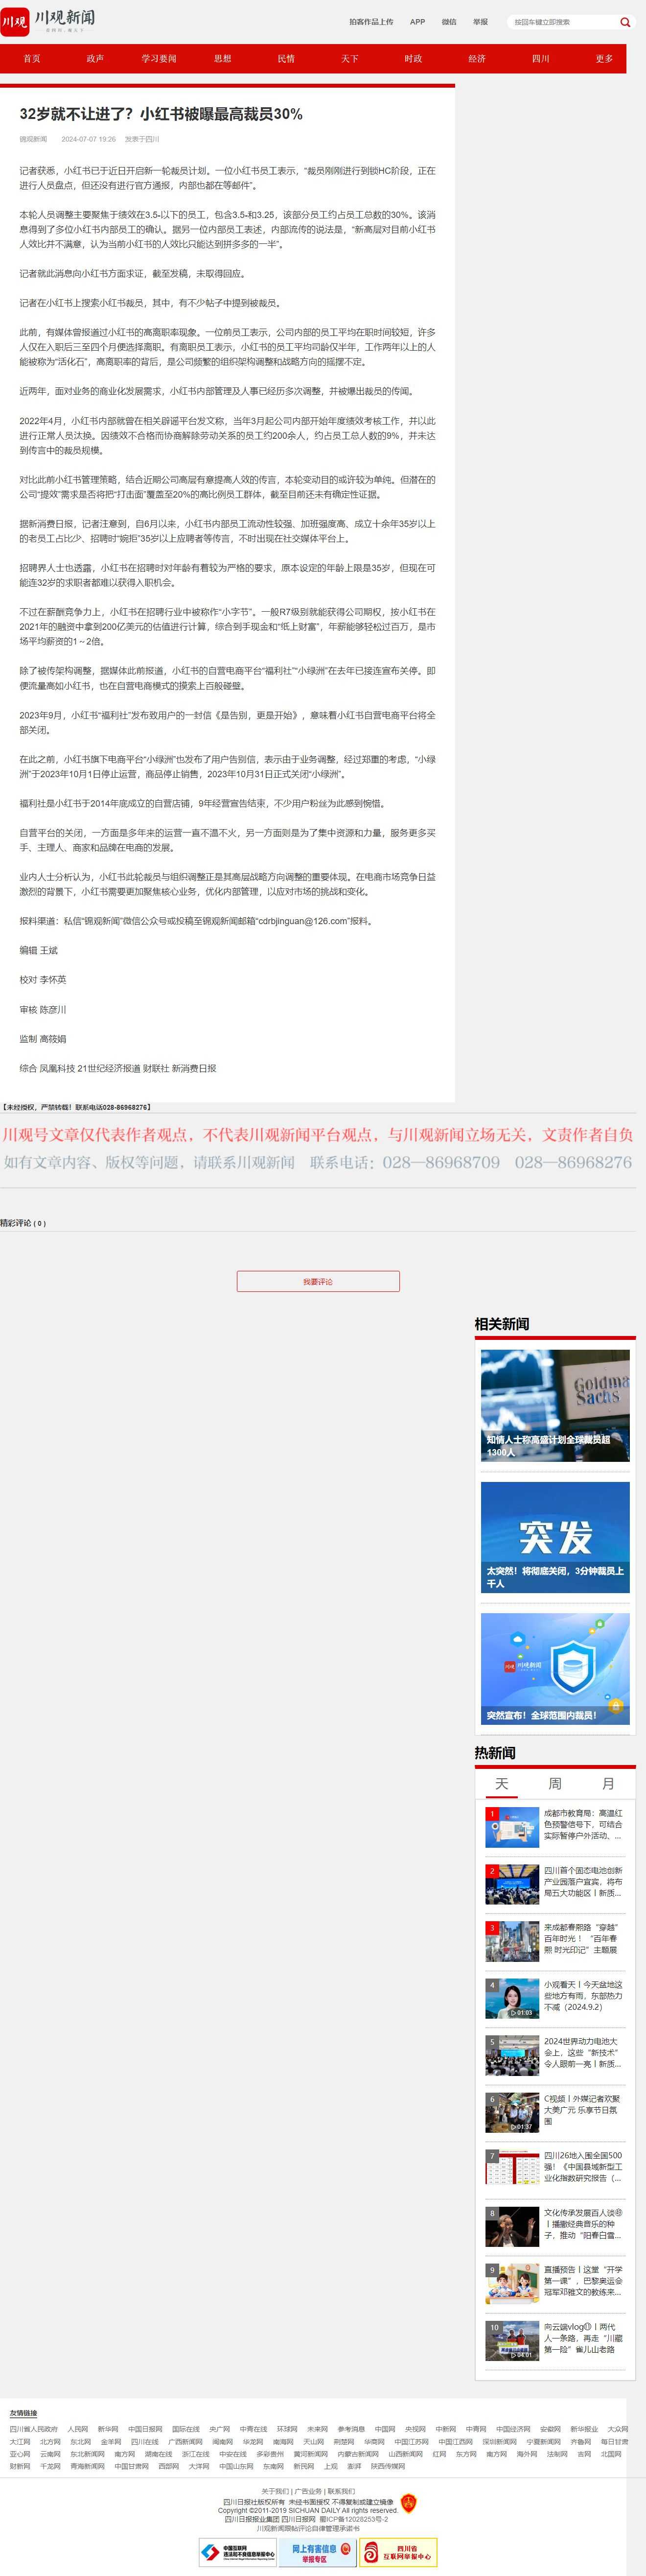 川观
川观新闻
拍客作品上传 APP 微信 举报 按回车键立即搜索
首页 政声 学习要闻 思想 民情 天下 时政 经济 四川 更多
32岁就不让进了？小红书被曝最高裁员30%
锦观新闻 2024-07-07 19:26 发表于四川
记者获悉，小红书已于近日开启新一轮裁员计划。一位小红书员工表示，“裁员刚刚进行到锁HC阶段，正在
进行人员盘点，但还没有进行官方通报，内部也都在等邮件”。
本轮人员调整主要聚焦于绩效在3.5-以下的员工，包含3.5-和3.25，该部分员工约占员工总数的30%。该消
息得到了多位小红书内部员工的确认。据另一位内部员工表述，内部流传的说法是，“新高层对目前小红书
人效比并不满意，认为当前小红书的人效比只能达到拼多多的一半”。
记者就此消息向小红书方面求证，截至发稿，未取得回应。
记者在小红书上搜索小红书裁员，其中，有不少帖子中提到被裁员。
此前，有媒体曾报道过小红书的高离职率现象。一位前员工表示，公司内部的员工平均在职时间较短，许多
人仅在入职后三至四个月便选择离职。有离职员工表示，小红书的员工平均司龄仅半年，工作两年以上的人
能被称为“活化石”，高离职率的背后，是公司频繁的组织架构调整和战略方向的摇摆不定。
近两年，面对业务的商业化发展需求，小红书内部管理及人事已经历多次调整，并被爆出裁员的传闻。
2022年4月，小红书内部就曾在相关辟谣平台发文称，当年3月起公司内部开始年度绩效考核工作，并以此
进行正常人员汰换。因绩效不合格而协商解除劳动关系的员工约200余人，约占员工总人数的9%，并未达
到传言中的裁员规模。
对比此前小红书管理策略，结合近期公司高层有意提高人效的传言，本轮变动目的或许较为单纯。但潜在的
公司“提效”需求是否将把“打击面”覆盖至20%的高比例员工群体，截至目前还未有确定性证据。
据新消费日报，记者注意到，自6月以来，小红书内部员工流动性较强、加班强度高、成立十余年35岁以上
的老员工占比少、招聘时“婉拒”35岁以上应聘者等传言，不时出现在社交媒体平台上。
招聘界人士也透露，小红书在招聘时对年龄有着较为严格的要求，原本设定的年龄上限是35岁，但现在可
能连32岁的求职者都难以获得入职机会。
不过在薪酬竞争力上，小红书在招聘行业中被称作“小字节”。一般R7级别就能获得公司期权，按小红书在
2021年的融资中拿到200亿美元的估值进行计算，综合到手现金和“纸上财富”，年薪能够轻松过百万，是市
场平均薪资的1～2倍。
除了被传架构调整，据媒体此前报道，小红书的自营电商平台“福利社”“小绿洲”在去年已接连宣布关停。即
便流量高如小红书，也在自营电商模式的摸索上百般碰壁。
2023年9月，小红书“福利社”发布致用户的一封信《是告别，更是开始》，意味着小红书自营电商平台将全
部关闭。
在此之前，小红书旗下电商平台“小绿洲”也发布了用户告别信，表示由于业务调整，经过郑重的考虑，“小绿
洲”于2023年10月1日停止运营，商品停止销售，2023年10月31日正式关闭“小绿洲”。
福利社是小红书于2014年底成立的自营店铺，9年经营宣告结束，不少用户粉丝为此感到惋惜。
自营平台的关闭，一方面是多年来的运营一直不温不火，另一方面则是为了集中资源和力量，服务更多买
手、主理人、商家和品牌在电商的发展。
业内人士分析认为，小红书此轮裁员与组织调整正是其高层战略方向调整的重要体现。在电商市场竞争日益
激烈的背景下，小红书需要更加聚焦核心业务，优化内部管理，以应对市场的挑战和变化。
报料渠道：私信“锦观新闻”微信公众号或投稿至锦观新闻邮箱“cdrbjinguan@126.com”报料。
编辑 王斌
校对 李怀英
审核 陈彦川
监制 高筱娟
综合 凤凰科技 21世纪经济报道 财联社 新消费日报
【未经授权，严禁转载！联系电话028-86968276】
川观号文章仅代表作者观点，不代表川观新闻平台观点，与川观新闻立场无关，文责作者自负
如有文章内容、版权等问题，请联系川观新闻 联系电话：028—86968709 028—86968276
精彩评论 ( 0 )
我要评论
相关新闻
Goldman
Sachs
知情人士称高盛计划全球裁员超
1300人
突发
太突然！将彻底关闭，3分钟裁员上
千人
川观新闻
突然宣布！全球范围内裁员！
热新闻
天 周 月
1 成都市教育局：高温红
色预警信号下，可结合
实际暂停户外活动、...
2 四川首个固态电池创新
产业园落户宜宾，将布
局五大功能区丨新质...
3 来成都春熙路“穿越”
百年时光！ “百年春
熙 时光印记”主题展
4 小观看天丨今天盆地这
些地方有雨，东部热力
不减（2024.9.2）
01:03
5 2024世界动力电池大
会上，这些“新技术”
令人眼前一亮丨新质...
6 C视频丨外媒记者欢聚
大美广元 乐享节日氛
围
01:37
7 四川26地入围全国500
强！《中国县域新型工
业化指数研究报告（...
8 文化传承发展百人谈㊽
丨播撒经典音乐的种
子，推动“阳春白雪...
9 直播预告丨这堂“开学
第一课”，巴黎奥运会
冠军邓雅文的教练来...
10 向云端vlog⑬丨两代
人一条路，再走“川藏
第一险”雀儿山老路
04:01
友情链接
四川省人民政府 人民网 新华网 中国日报网 国际在线 央广网 中青在线 环球网 未来网 参考消息 中国网 央视网 中新网 中青网 中国经济网 安徽网 新华报业 大众网
大江网 北方网 东北网 金羊网 四川在线 广西新闻网 闽南网 华龙网 南海网 天山网 荆楚网 华商网 中国江苏网 中国江西网 深圳新闻网 宁夏新闻网 齐鲁网 每日甘肃
亚心网 云南网 东北新闻网 南方网 湖南在线 浙江在线 中安在线 多彩贵州 黄河新闻网 内蒙古新闻网 山西新闻网 红网 东方网 南方网 海外网 法制网 吉网 北国网
财新网 千龙网 青海新闻网 中国甘肃网 西部网 大洋网 中国山东网 东南网 新民网 上观 澎湃 陕西传媒网
关于我们 | 广告业务 | 联系我们
四川日报社版权所有 未经书面授权 不得复制或建立镜像
Copyright ©2011-2019 SICHUAN DAILY All rights reserved.
四川日报报业集团 四川日报网 蜀ICP备12028253号-2
川观新闻跟帖评论自律管理承诺书
中国互联网
违法和不良信息举报中心
网上有害信息
举报专区
四川省
互联网举报中心